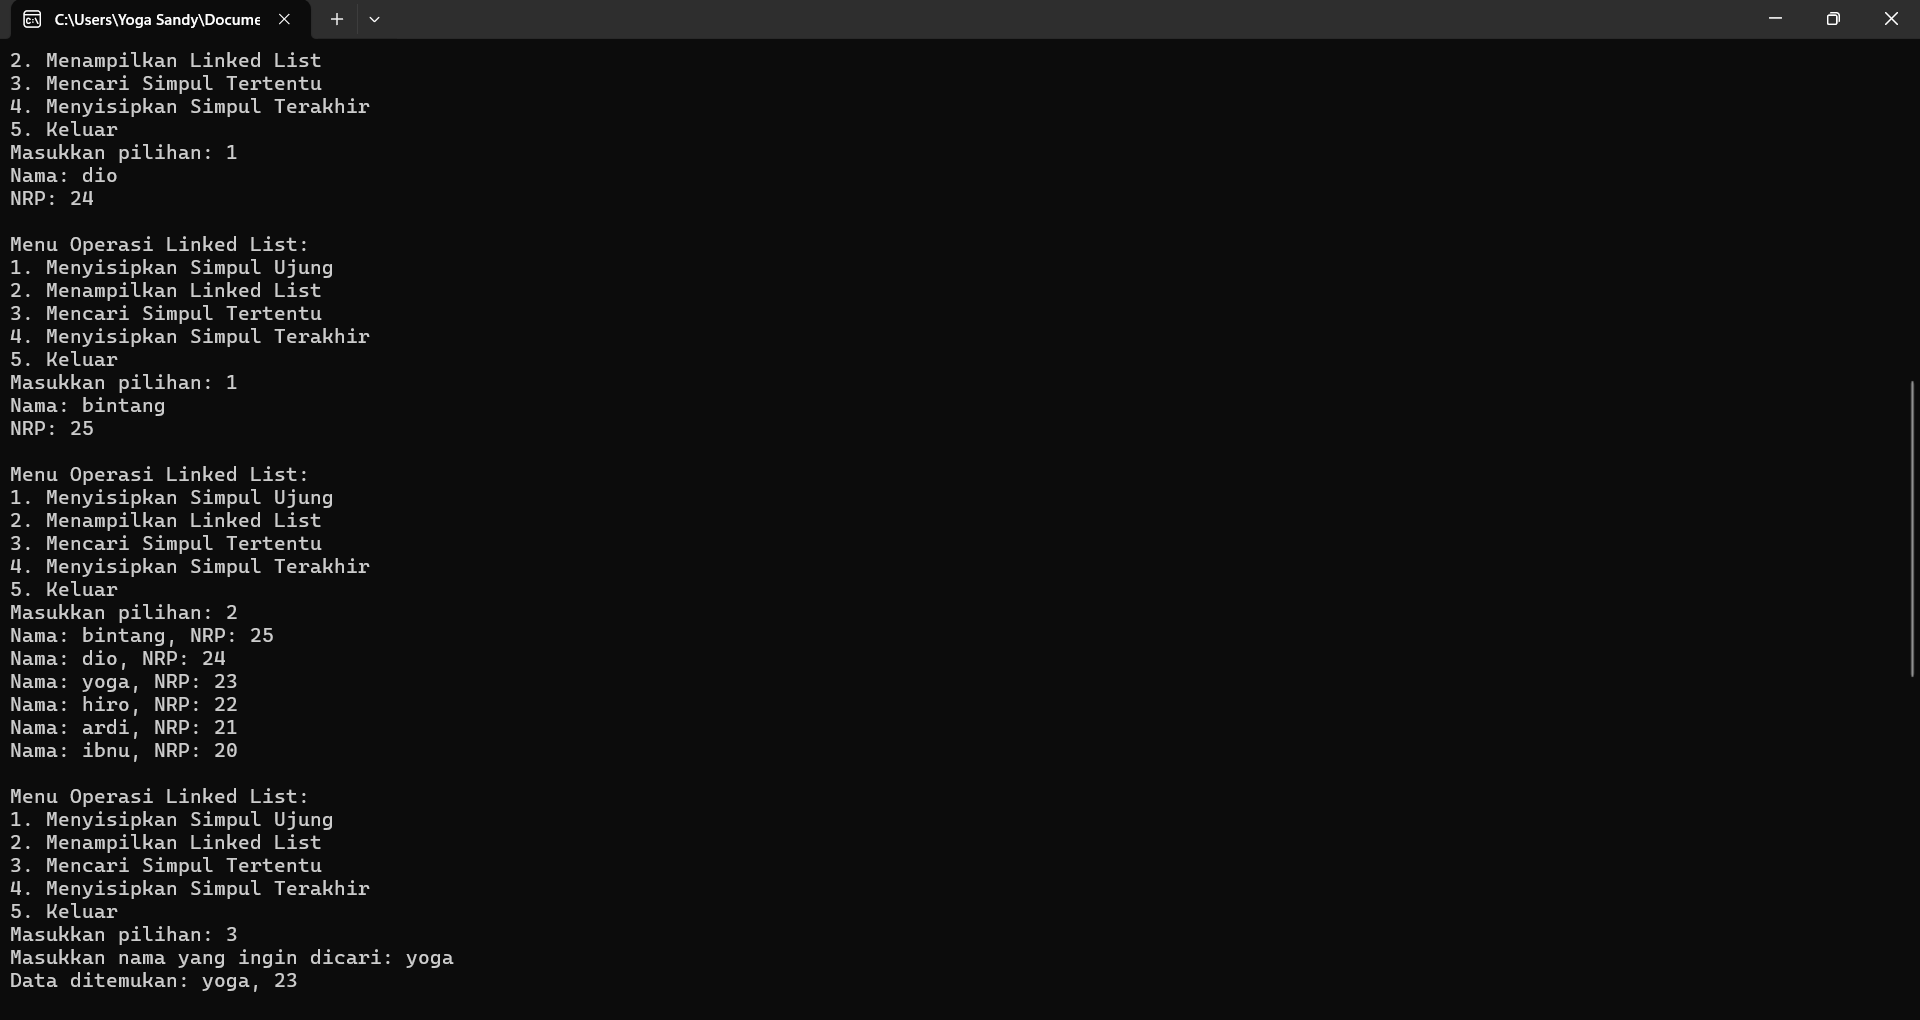 C:\Users\Yoga Sandy\Docume
2. Menampilkan Linked List
3. Mencari Simpul Tertentu
4. Menyisipkan Simpul Terakhir
5. Keluar
Masukkan pilihan: 1
Nama: dio
NRP: 24
Menu Operasi Linked List:
1. Menyisipkan Simpul Ujung
2. Menampilkan Linked List
3. Mencari Simpul Tertentu
4. Menyisipkan Simpul Terakhir
5. Keluar
Masukkan pilihan: 1
Nama: bintang
NRP: 25
Menu Operasi Linked List:
1. Menyisipkan Simpul Ujung
2. Menampilkan Linked List
3. Mencari Simpul Tertentu
4. Menyisipkan Simpul Terakhir
5. Keluar
Masukkan pilihan: 2
Nama: bintang, NRP: 25
Nama: dio, NRP: 24
Nama: yoga, NRP: 23
Nama: hiro, NRP: 22
Nama: ardi, NRP: 21
Nama: ibnu, NRP: 20
Menu Operasi Linked List:
1. Menyisipkan Simpul Ujung
2. Menampilkan Linked List
3. Mencari Simpul Tertentu
4. Menyisipkan Simpul Terakhir
5. Keluar
Masukkan pilihan: 3
Masukkan nama yang ingin dicari: yoga
Data ditemukan: yoga, 23